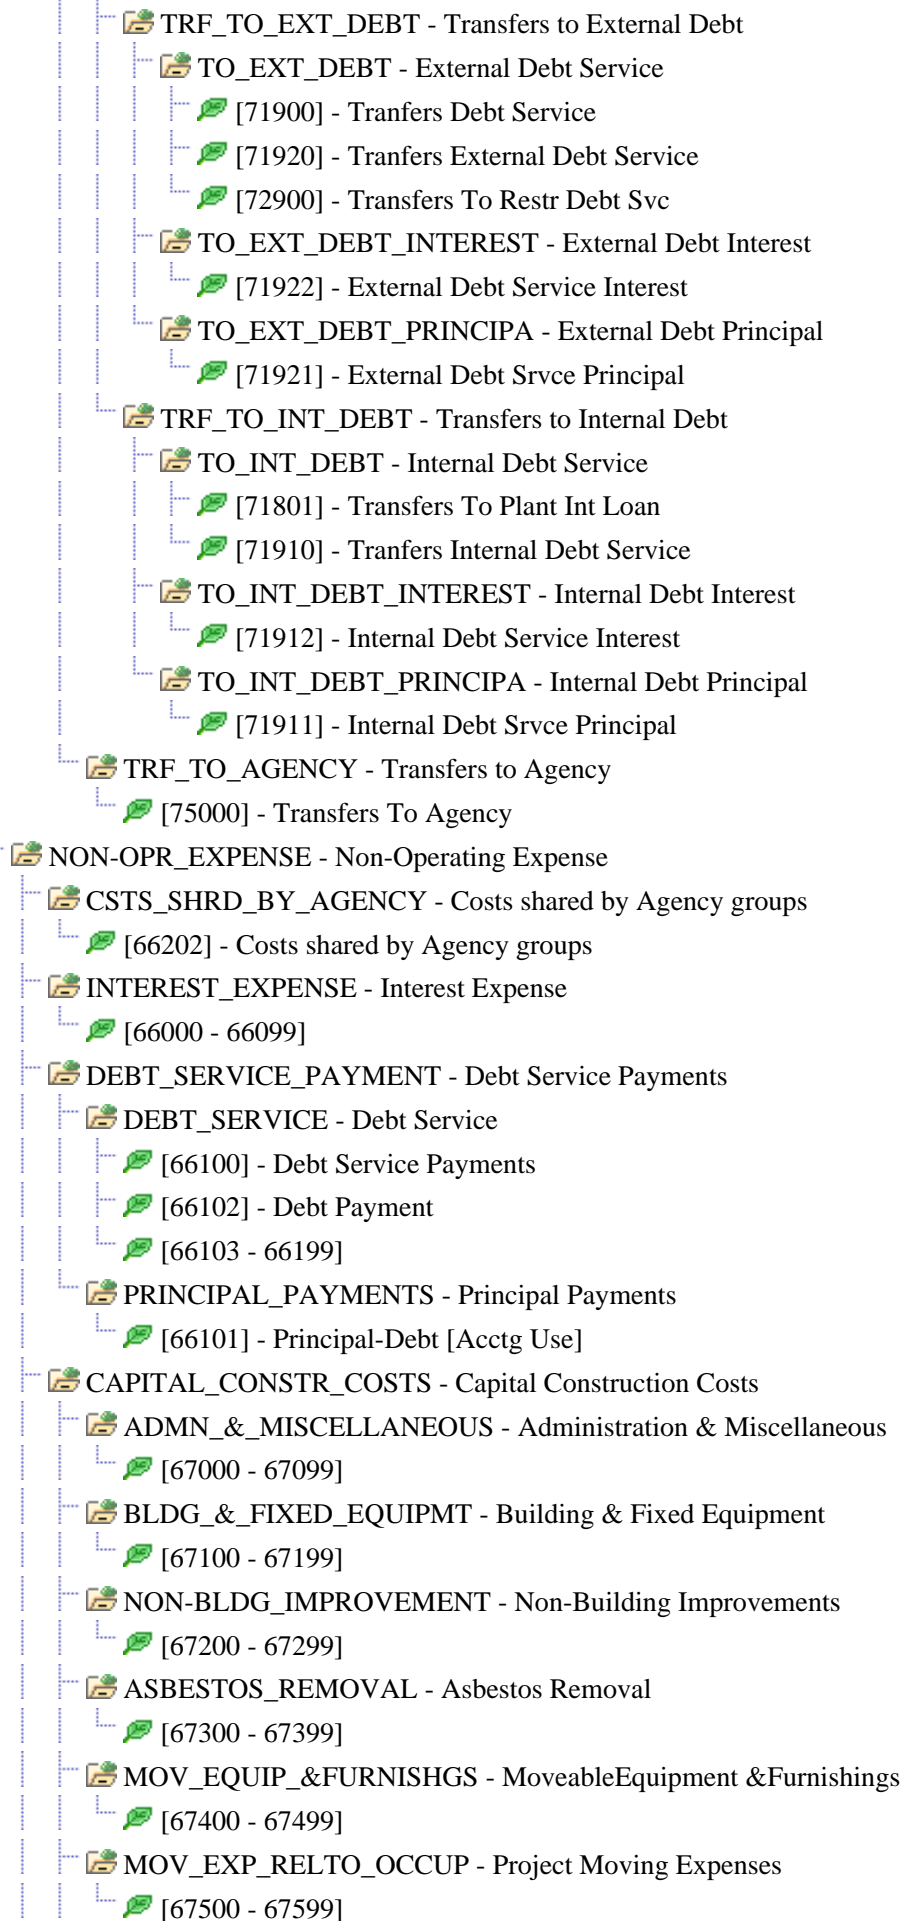 TRF_TO_EXT_DEBT - Transfers to External Debt
TO_EXT_DEBT - External Debt Service
[71900] - Tranfers Debt Service
[71920] - Tranfers External Debt Service
[72900] - Transfers To Restr Debt Svc
TO_EXT_DEBT_INTEREST - External Debt Interest
[71922] - External Debt Service Interest
TO_EXT_DEBT_PRINCIPA - External Debt Principal
[71921] - External Debt Srvce Principal
TRF_TO_INT_DEBT - Transfers to Internal Debt
TO_INT_DEBT - Internal Debt Service
[71801] - Transfers To Plant Int Loan
[71910] - Tranfers Internal Debt Service
TO_INT_DEBT_INTEREST - Internal Debt Interest
[71912] - Internal Debt Service Interest
TO_INT_DEBT_PRINCIPA - Internal Debt Principal
[71911] - Internal Debt Srvce Principal
TRF_TO_AGENCY - Transfers to Agency
[75000] - Transfers To Agency
NON-OPR_EXPENSE - Non-Operating Expense
CSTS_SHRD_BY_AGENCY - Costs shared by Agency groups
[66202] - Costs shared by Agency groups
INTEREST_EXPENSE - Interest Expense
[66000 - 66099]
DEBT_SERVICE_PAYMENT - Debt Service Payments
DEBT_SERVICE - Debt Service
[66100] - Debt Service Payments
[66102] - Debt Payment
[66103 - 66199]
PRINCIPAL_PAYMENTS - Principal Payments
[66101] - Principal-Debt [Acctg Use]
CAPITAL_CONSTR_COSTS - Capital Construction Costs
ADMN_&_MISCELLANEOUS - Administration & Miscellaneous
[67000 - 67099]
BLDG_&_FIXED_EQUIPMT - Building & Fixed Equipment
[67100 - 67199]
NON-BLDG_IMPROVEMENT - Non-Building Improvements
[67200 - 67299]
ASBESTOS_REMOVAL - Asbestos Removal
[67300 - 67399]
MOV_EQUIP_&FURNISHGS - MoveableEquipment &Furnishings
[67400 - 67499]
MOV_EXP_RELTO_OCCUP - Project Moving Expenses
[67500 - 67599]